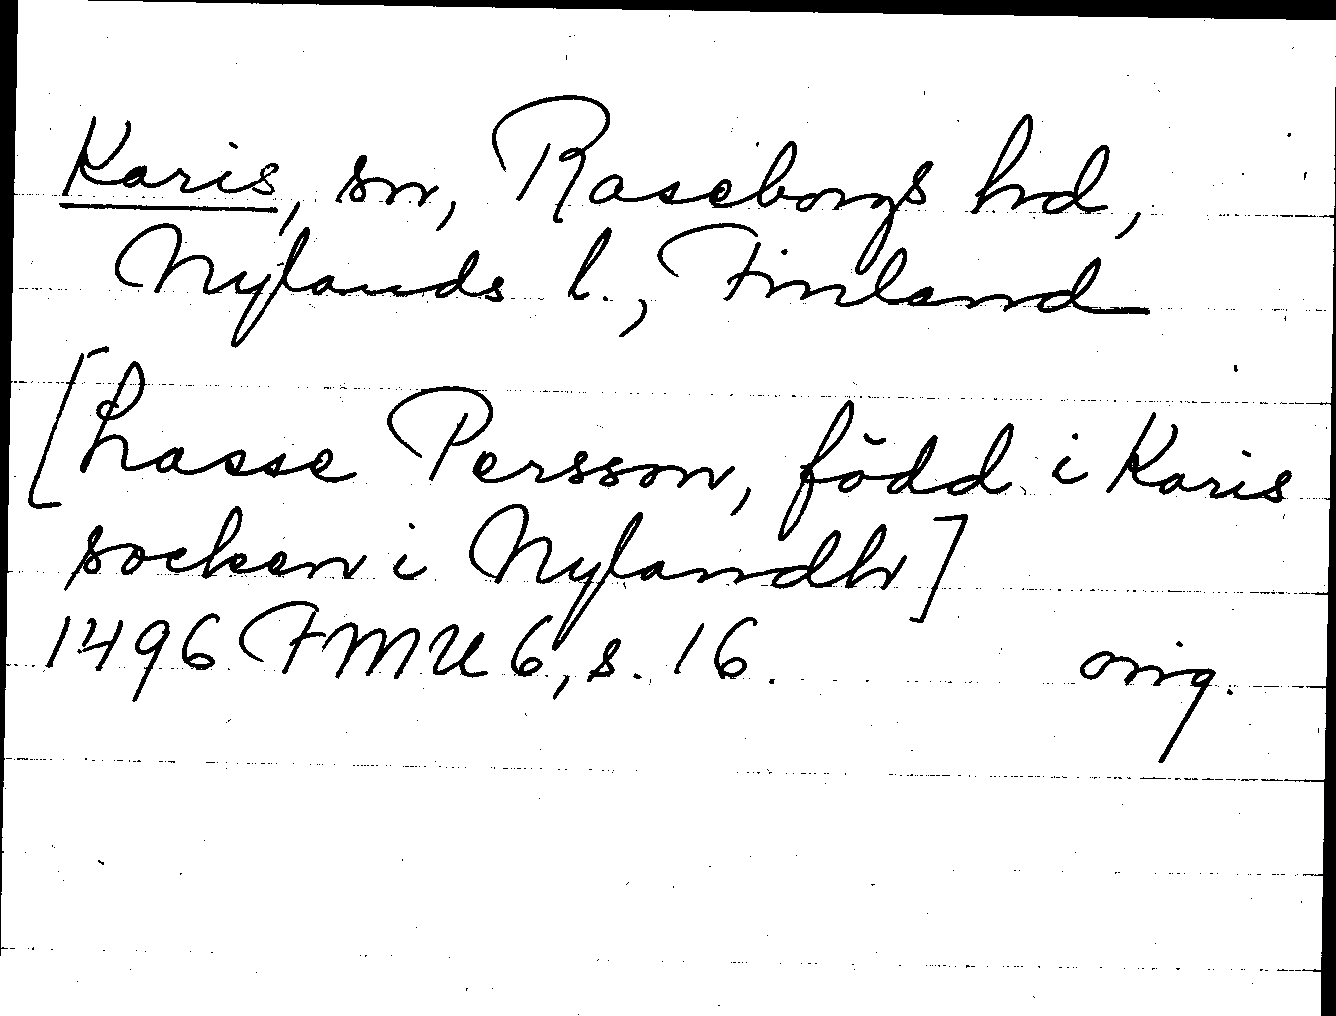 Karis, sn, Raseborgs hd,
Nylands l., Finland
[Lasse Persson, född i Karis
socken i Nylandh]
1496 FMU 6, s. 16. orig.